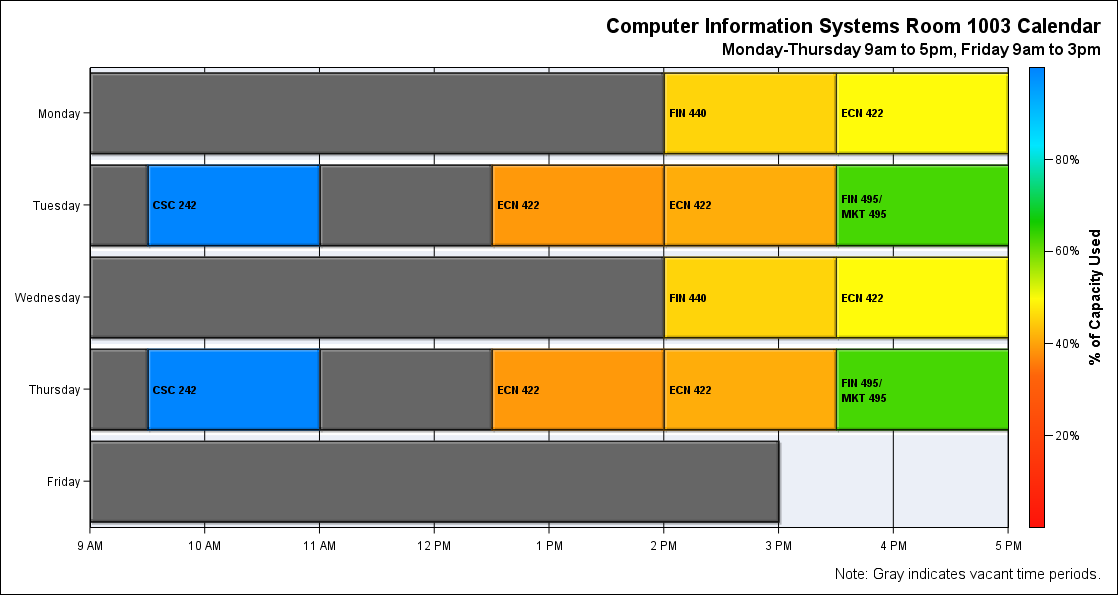 Computer Information Systems Room 1003 Calendar
Monday-Thursday 9am to 5pm, Friday 9am to 3pm
Monday
FIN 440
ECN 422
Tuesday
CSC 242
ECN 422
ECN 422
FIN 495/
MKT 495
Wednesday
FIN 440
ECN 422
Thursday
CSC 242
ECN 422
ECN 422
FIN 495/
MKT 495
Friday
9 AM
10 AM
11 AM
12 PM
1 PM
2 PM
3 PM
4 PM
5 PM
80%
60%
40%
20%
% of Capacity Used
Note: Gray indicates vacant time periods.